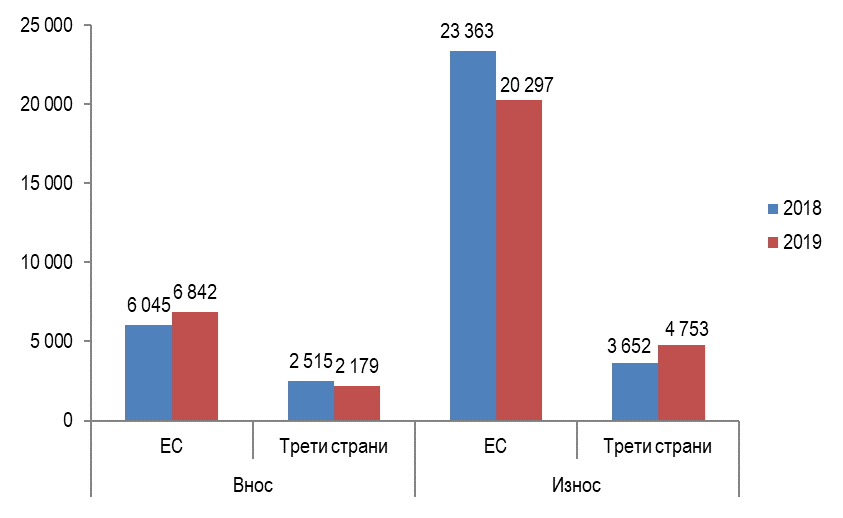 25 000
20 000
15 000
10 000
5 000
0
6 045
6 842
2 515
2 179
23 363
20 297
3 652
4 753
ЕС
Трети страни
ЕС
Трети страни
Внос
Износ
2018
2019